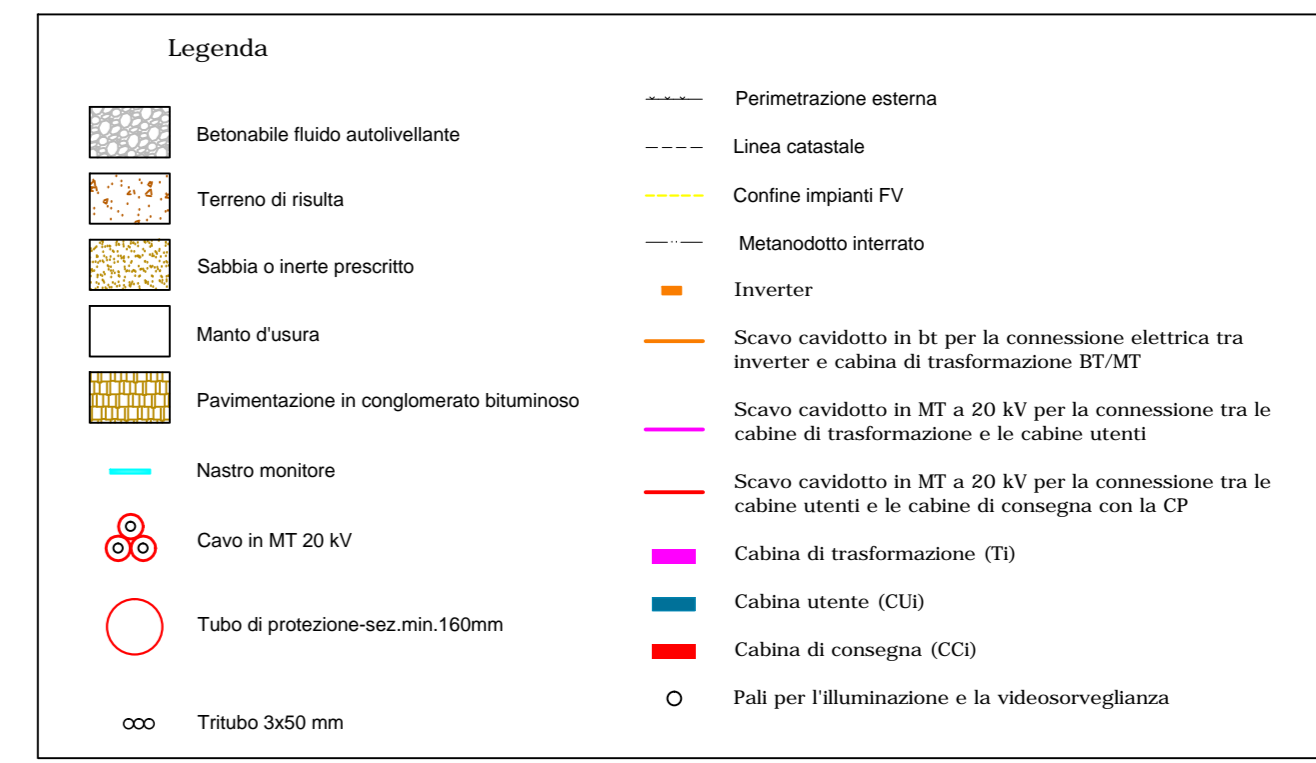 Legenda
Betonabile fluido autolivellante
Terreno di risulta
Sabbia o inerte prescritto
Manto d'usura
Pavimentazione in conglomerato bituminoso
Nastro monitore
Cavo in MT 20 kV
Tubo di protezione-sez.min.160mm
Tritubo 3x50 mm
Perimetrazione esterna
Linea catastale
Confine impianti FV
Metanodotto interrato
Inverter
Scavo cavidotto in bt per la connessione elettrica tra
inverter e cabina di trasformazione BT/MT
Scavo cavidotto in MT a 20 kV per la connessione tra le
cabine di trasformazione e le cabine utenti
Scavo cavidotto in MT a 20 kV per la connessione tra le
cabine utenti e le cabine di consegna con la CP
Cabina di trasformazione (Ti)
Cabina utente (CUi)
Cabina di consegna (CCi)
Pali per l'illuminazione e la videosorveglianza